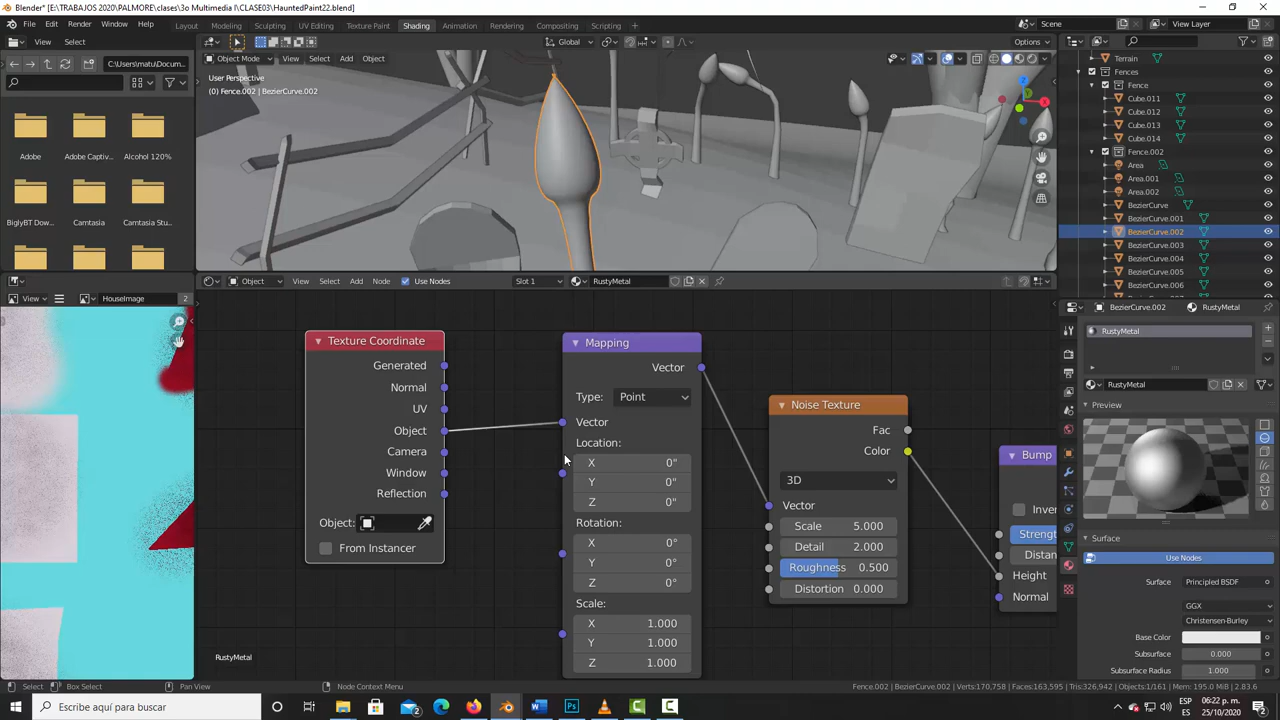 Blender* [E:\TRABAJOS 2020\PALMORE\clases\3o Multimedia I\CLASE03\HauntedPaint22.blend]
File Edit Render Window Help Layout Modeling Sculpting UV Editing Texture Paint Shading Animation Rendering Compositing Scripting Scene View Layer
View Select Global Options
C:\Users\matu\Docum...
Object Mode View Select Add Object
User Perspective
(0) Fence.002 | BezierCurve.002
Adobe Adobe Captiv... Alcohol 120%
BiglyBT Dow... Camtasia Camtasia Stu...
Terrain
Fences
Fence
Cube.011
Cube.012
Cube.013
Cube.014
Fence.002
Area
Area.001
Area.002
BezierCurve
BezierCurve.001
BezierCurve.002
BezierCurve.003
BezierCurve.004
BezierCurve.005
BezierCurve.006
Object View Select Add Node Use Nodes Slot 1 RustyMetal
View HouseImage 2
Texture Coordinate
Generated
Normal
UV
Object
Camera
Window
Reflection
Object:
From Instancer
Mapping
Vector
Type: Point
Vector
Location:
X 0"
Y 0"
Z 0"
Rotation:
X 0°
Y 0°
Z 0°
Scale:
X 1.000
Y 1.000
Z 1.000
Noise Texture
Fac
Color
3D
Vector
Scale 5.000
Detail 2.000
Roughness 0.500
Distortion 0.000
Bump
Inver
Strengt
Distan
Height
Normal
RustyMetal
BezierCurve.002 RustyMetal
RustyMetal
RustyMetal
Preview
Surface
Use Nodes
Surface Principled BSDF
GGX
Christensen-Burley
Base Color
Subsurface 0.000
Subsurface Radius 1.000
Select Box Select Pan View Node Context Menu
Fence.002 | BezierCurve.002 | Verts:170,758 | Faces:163,595 | Tris:326,942 | Objects:1/161 | Mem: 195.0 MiB | 2.83.6
Escribe aquí para buscar
2
ESP
ES
06:22 p. m.
25/10/2020